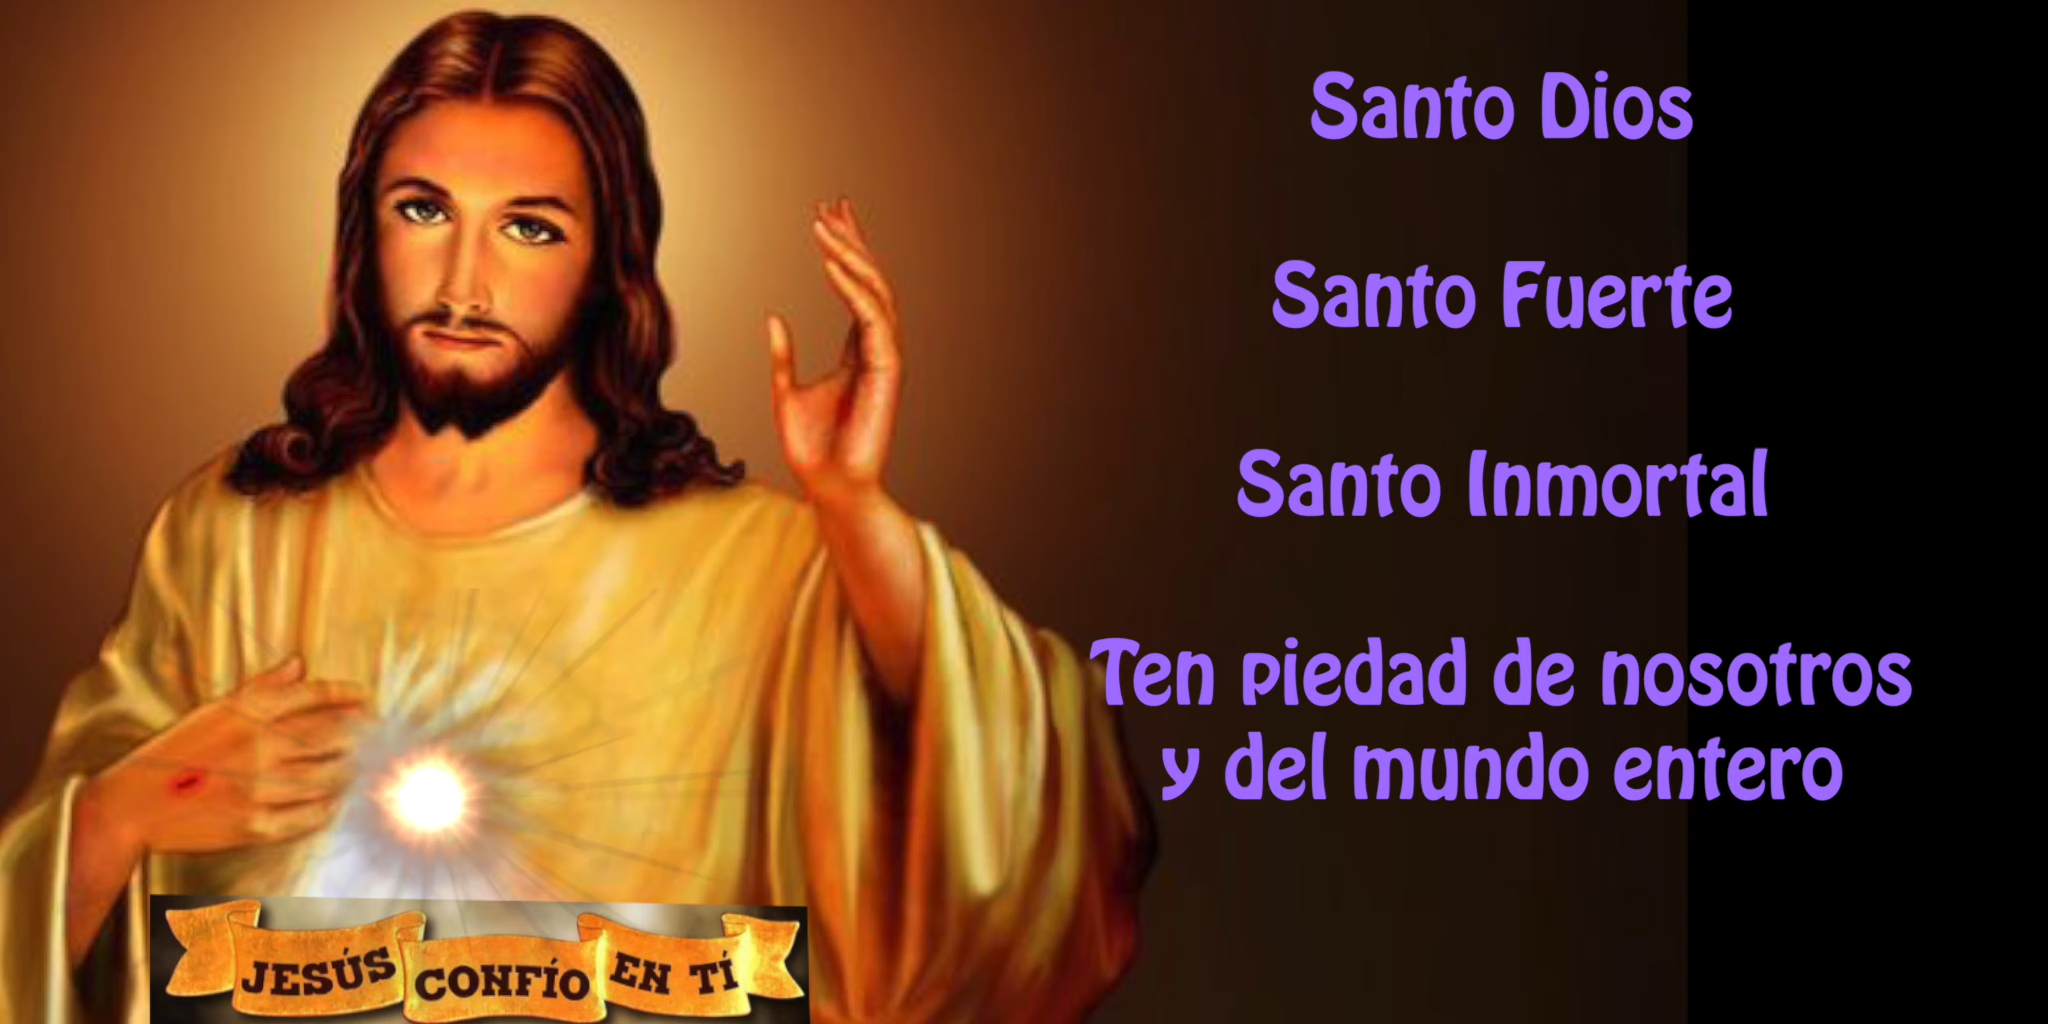 Santo Dios
Santo Fuerte
Santo Inmortal
Ten piedad de nosotros
y del mundo entero
JESÚS CONFÍO EN TÍ